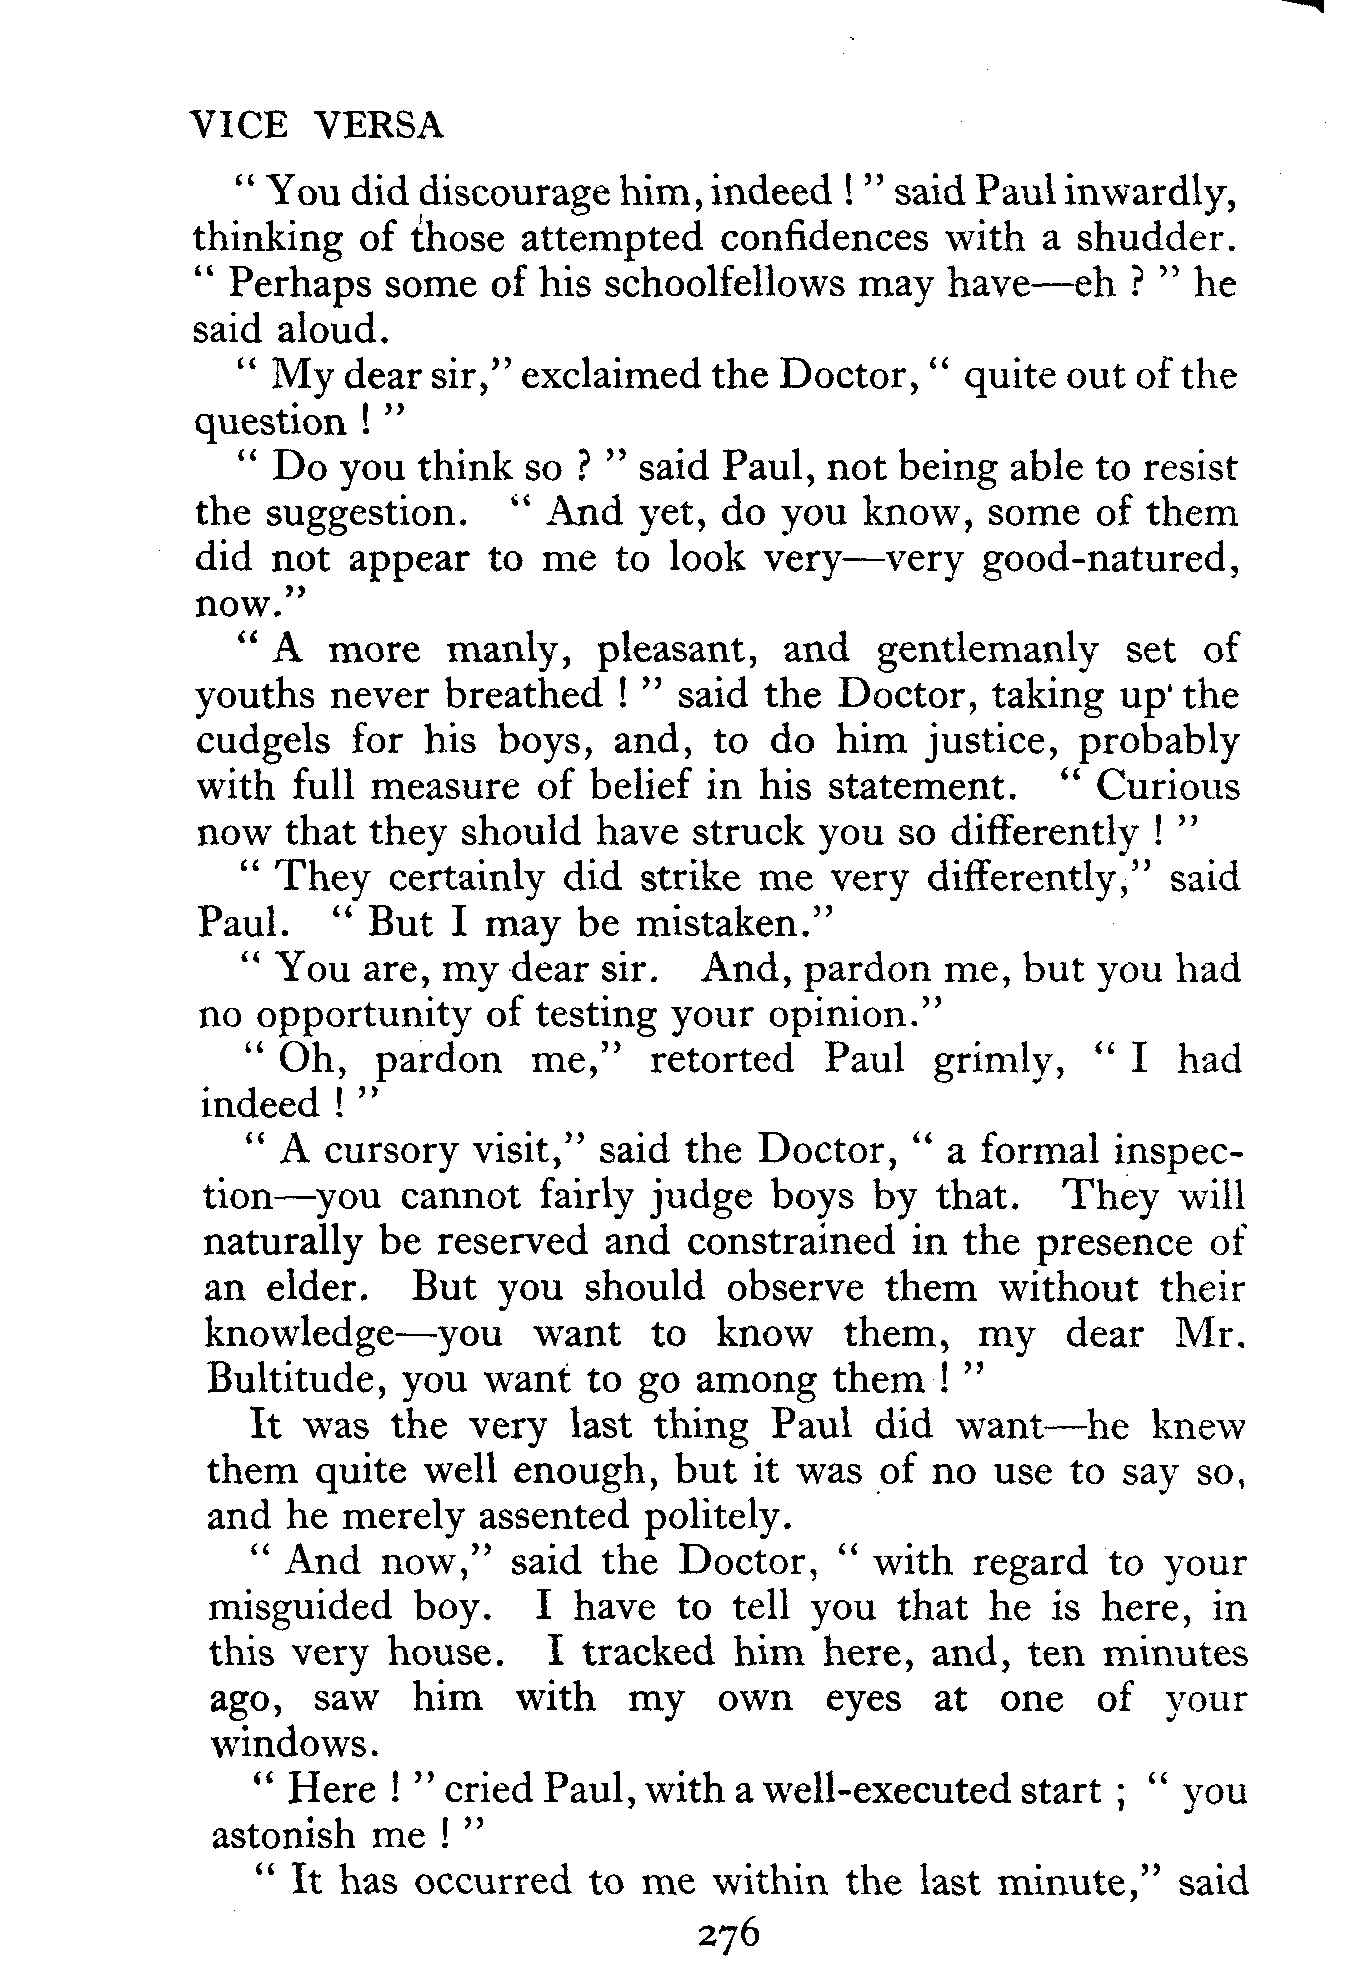 VICE VERSA
“ You did discourage him, indeed ! ” said Paul inwardly,
thinking of those attempted confidences with a shudder.
“ Perhaps some of his schoolfellows may have—eh ? ” he
said aloud.
“ My dear sir,” exclaimed the Doctor, “ quite out of the
question ! ”
“ Do you think so ? ” said Paul, not being able to resist
the suggestion. “ And yet, do you know, some of them
did not appear to me to look very—very good-natured,
now.”
“ A more manly, pleasant, and gentlemanly set of
youths never breathed ! ” said the Doctor, taking up the
cudgels for his boys, and, to do him justice, probably
with full measure of belief in his statement. “ Curious
now that they should have struck you so differently ! ”
“ They certainly did strike me very differently,” said
Paul. “ But I may be mistaken.”
“ You are, my dear sir. And, pardon me, but you had
no opportunity of testing your opinion.”
“ Oh, pardon me,” retorted Paul grimly, “ I had
indeed ! ”
“ A cursory visit,” said the Doctor, “ a formal inspec-
tion—you cannot fairly judge boys by that. They will
naturally be reserved and constrained in the presence of
an elder. But you should observe them without their
knowledge—you want to know them, my dear Mr.
Bultitude, you want to go among them ! ”
It was the very last thing Paul did want—he knew
them quite well enough, but it was of no use to say so,
and he merely assented politely.
“ And now,” said the Doctor, “ with regard to your
misguided boy. I have to tell you that he is here, in
this very house. I tracked him here, and, ten minutes
ago, saw him with my own eyes at one of your
windows.
“ Here ! ” cried Paul, with a well-executed start ; “ you
astonish me ! ”
“ It has occurred to me within the last minute,” said
276